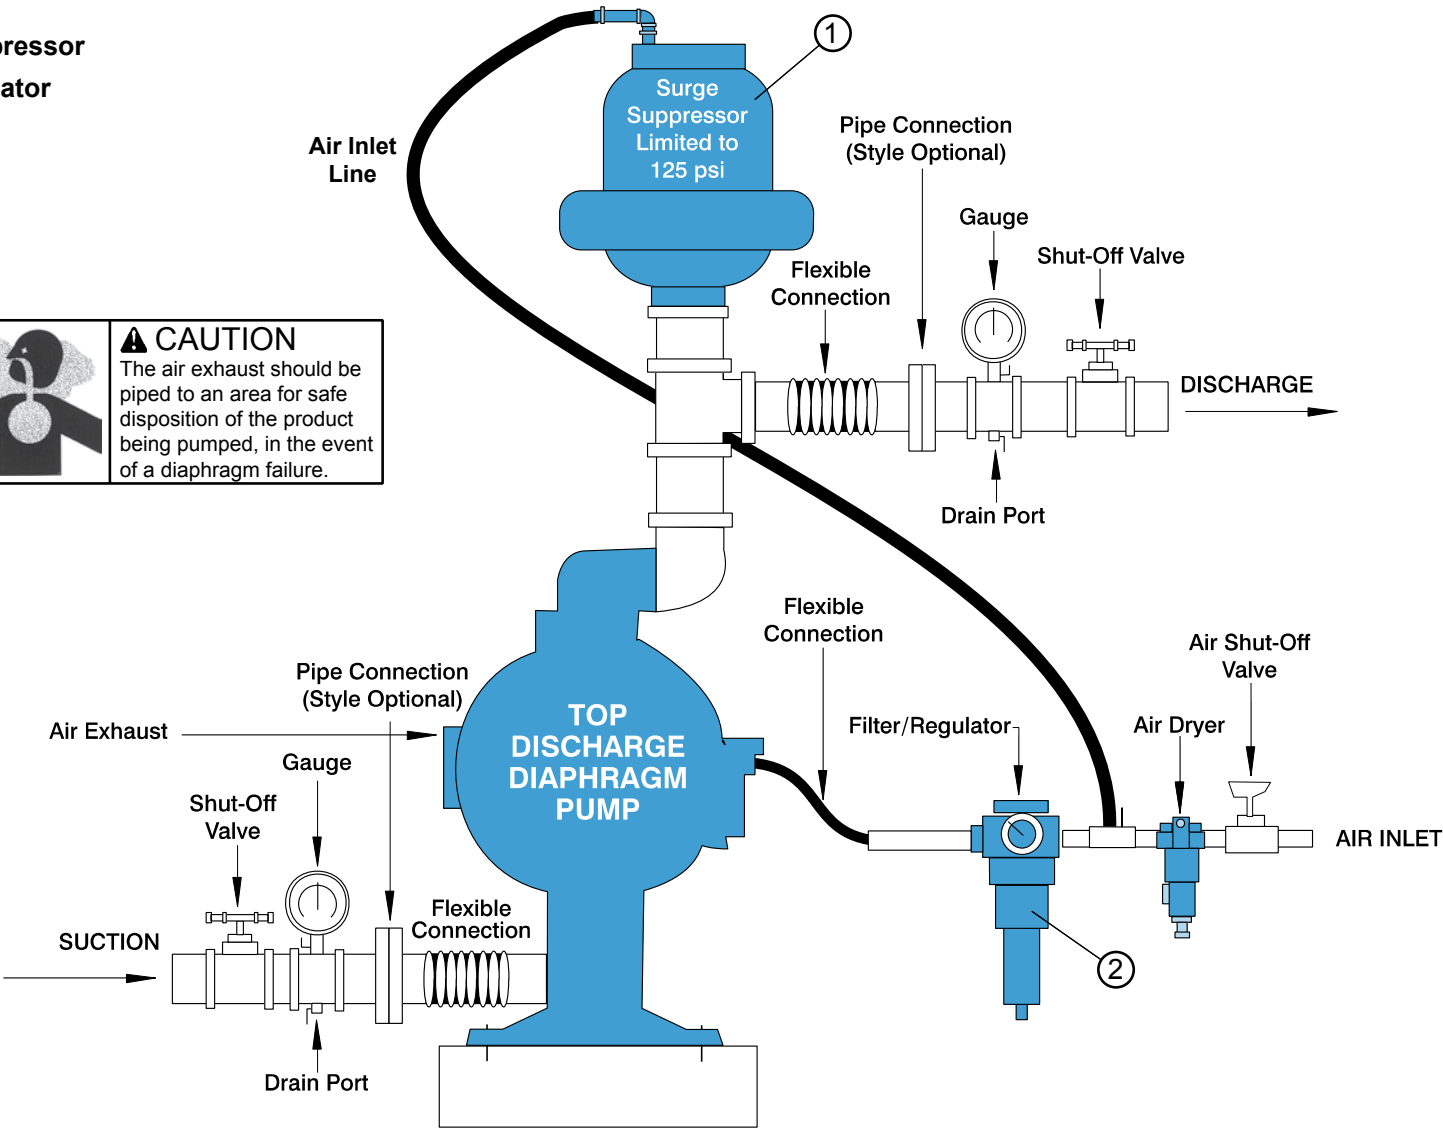 pressor
ator
1
Surge
Suppressor
Limited to
125 psi
Air Inlet
Line
Pipe Connection
(Style Optional)
Gauge
Shut-Off Valve
Flexible
Connection
DISCHARGE
Drain Port
CAUTION
The air exhaust should be
piped to an area for safe
disposition of the product
being pumped, in the event
of a diaphragm failure.
Flexible
Connection
Air Shut-Off
Valve
Pipe Connection
(Style Optional)
Air Exhaust
TOP
DISCHARGE
DIAPHRAGM
PUMP
Filter/Regulator
Air Dryer
Gauge
Shut-Off
Valve
AIR INLET
Flexible
Connection
SUCTION
2
Drain Port